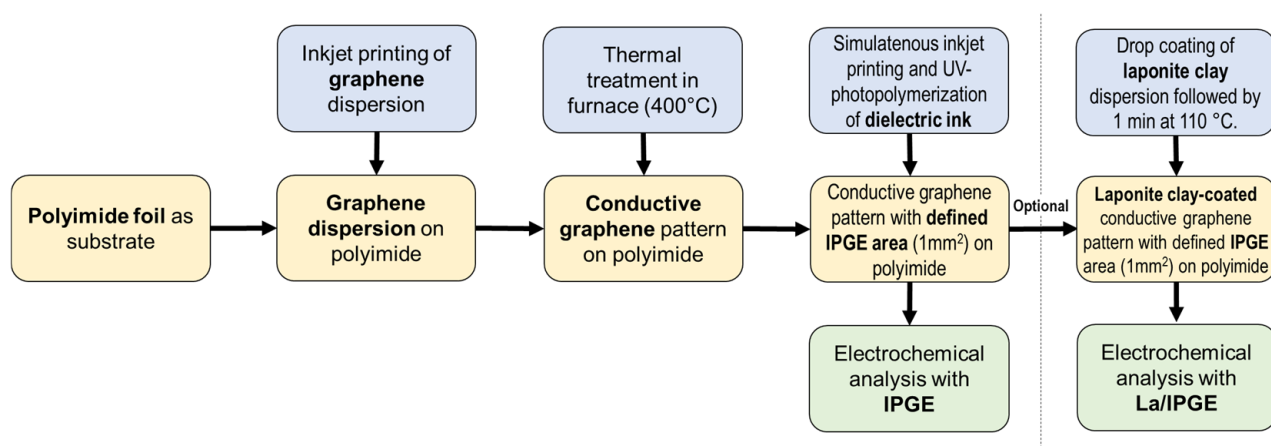 Inkjet printing of
graphene
dispersion
Thermal
treatment in
furnace (400°C)
Simulatenous inkjet
printing and UV-
photopolymerization
of dielectric ink
Drop coating of
laponite clay
dispersion followed by
1 min at 110 °C.
Polyimide foil as
substrate
Graphene
dispersion on
polyimide
Conductive
graphene pattern
on polyimide
Conductive graphene
pattern with defined
IPGE area (1mm²) on
polyimide
Optional
Laponite clay-coated
conductive graphene
pattern with defined IPGE
area (1mm²) on polyimide
Electrochemical
analysis with
IPGE
Electrochemical
analysis with
La/IPGE